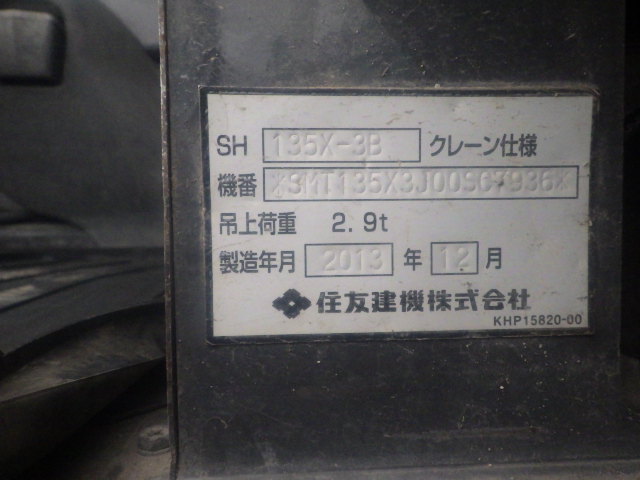 SH 135X-3B クレーン仕様
機番 *SMT135X3J00S67936*
吊上荷重 2.9t
製造年月 2013 年 12 月
住友建機株式会社
KHP15820-00